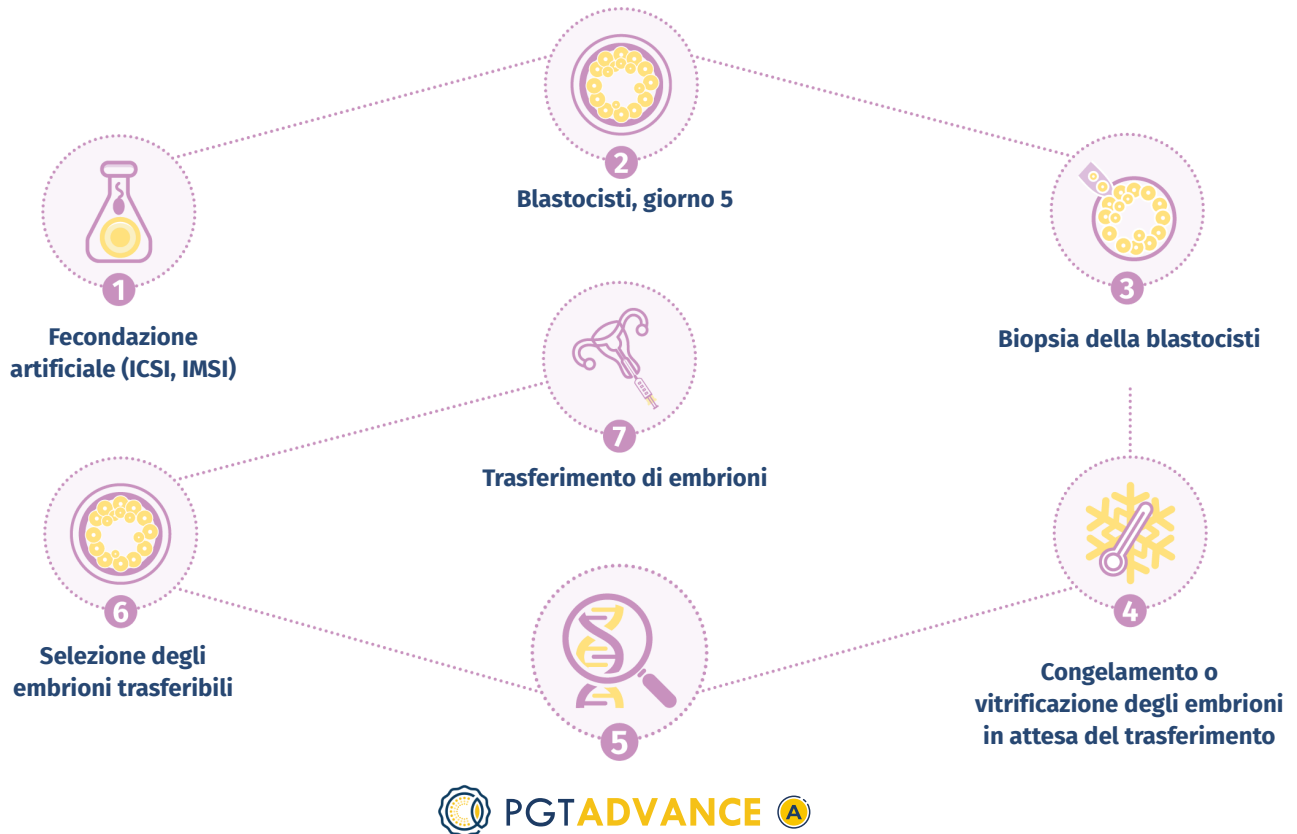 1
Fecondazione
artificiale (ICSI, IMSI)
2
Blastocisti, giorno 5
3
Biopsia della blastocisti
4
Congelamento o
vitrificazione degli embrioni
in attesa del trasferimento
5
PGTADVANCE A
6
Selezione degli
embrioni trasferibili
7
Trasferimento di embrioni